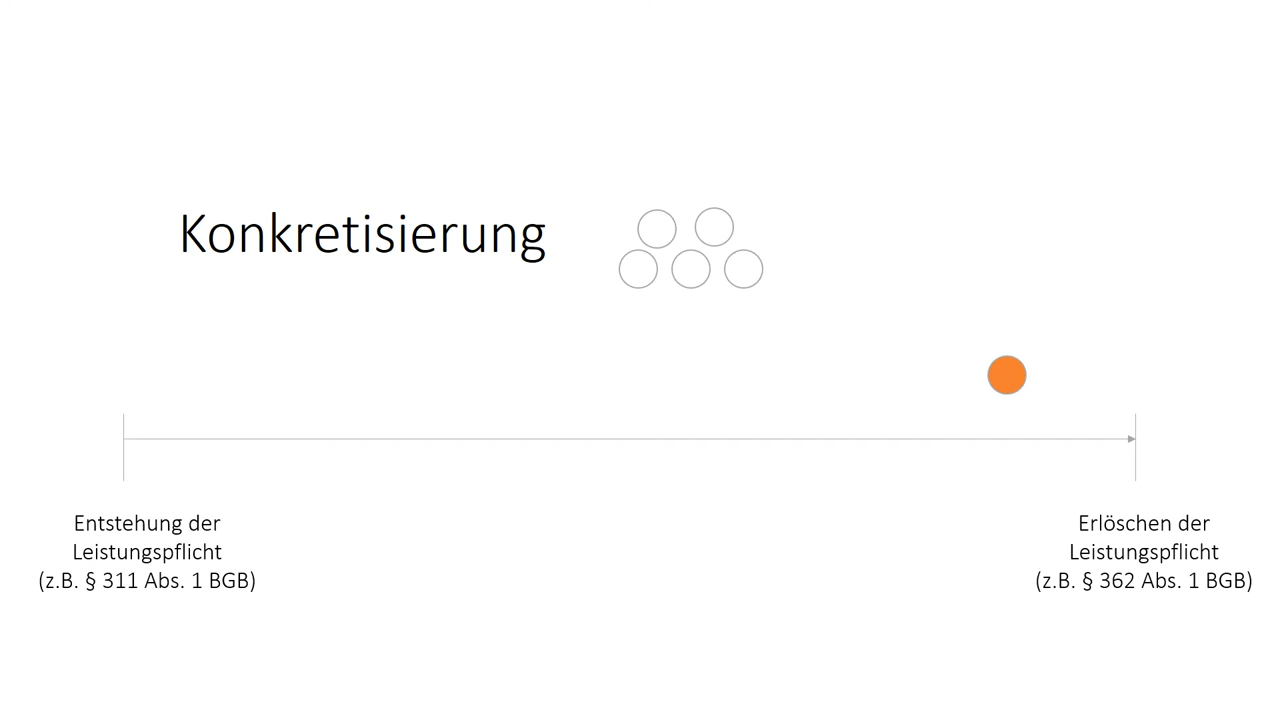 Konkretisierung
Entstehung der
Leistungspflicht
(z.B. § 311 Abs. 1 BGB)
Erlöschen der
Leistungspflicht
(z.B. § 362 Abs. 1 BGB)